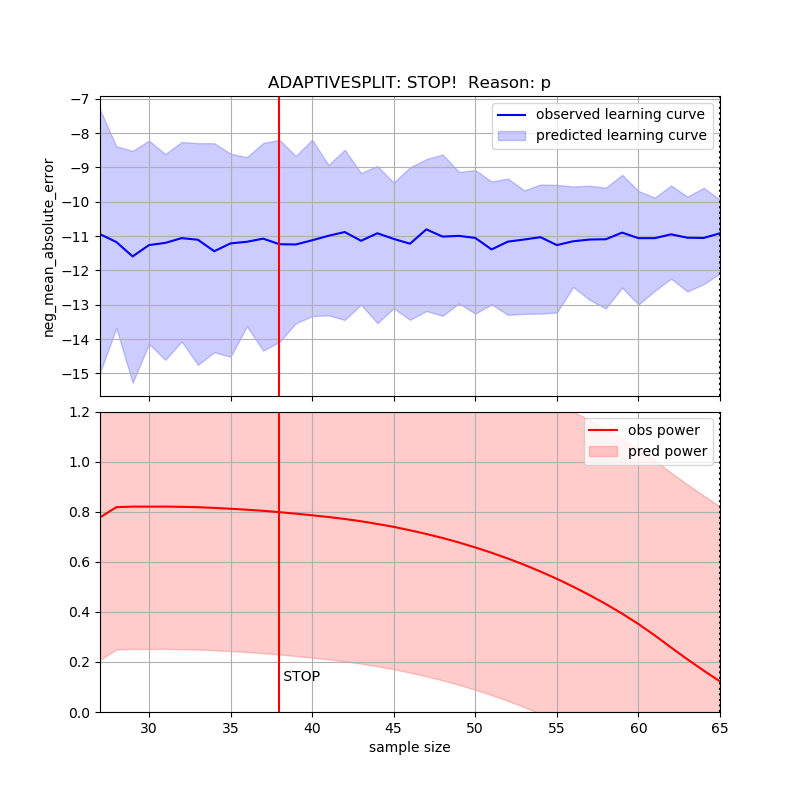 ADAPTIVESPLIT: STOP!  Reason: p
neg_mean_absolute_error
−7
−8
−9
−10
−11
−12
−13
−14
−15
observed learning curve
predicted learning curve
1.2
1.0
0.8
0.6
0.4
0.2
0.0
obs power
pred power
STOP
30 35 40 45 50 55 60 65
sample size